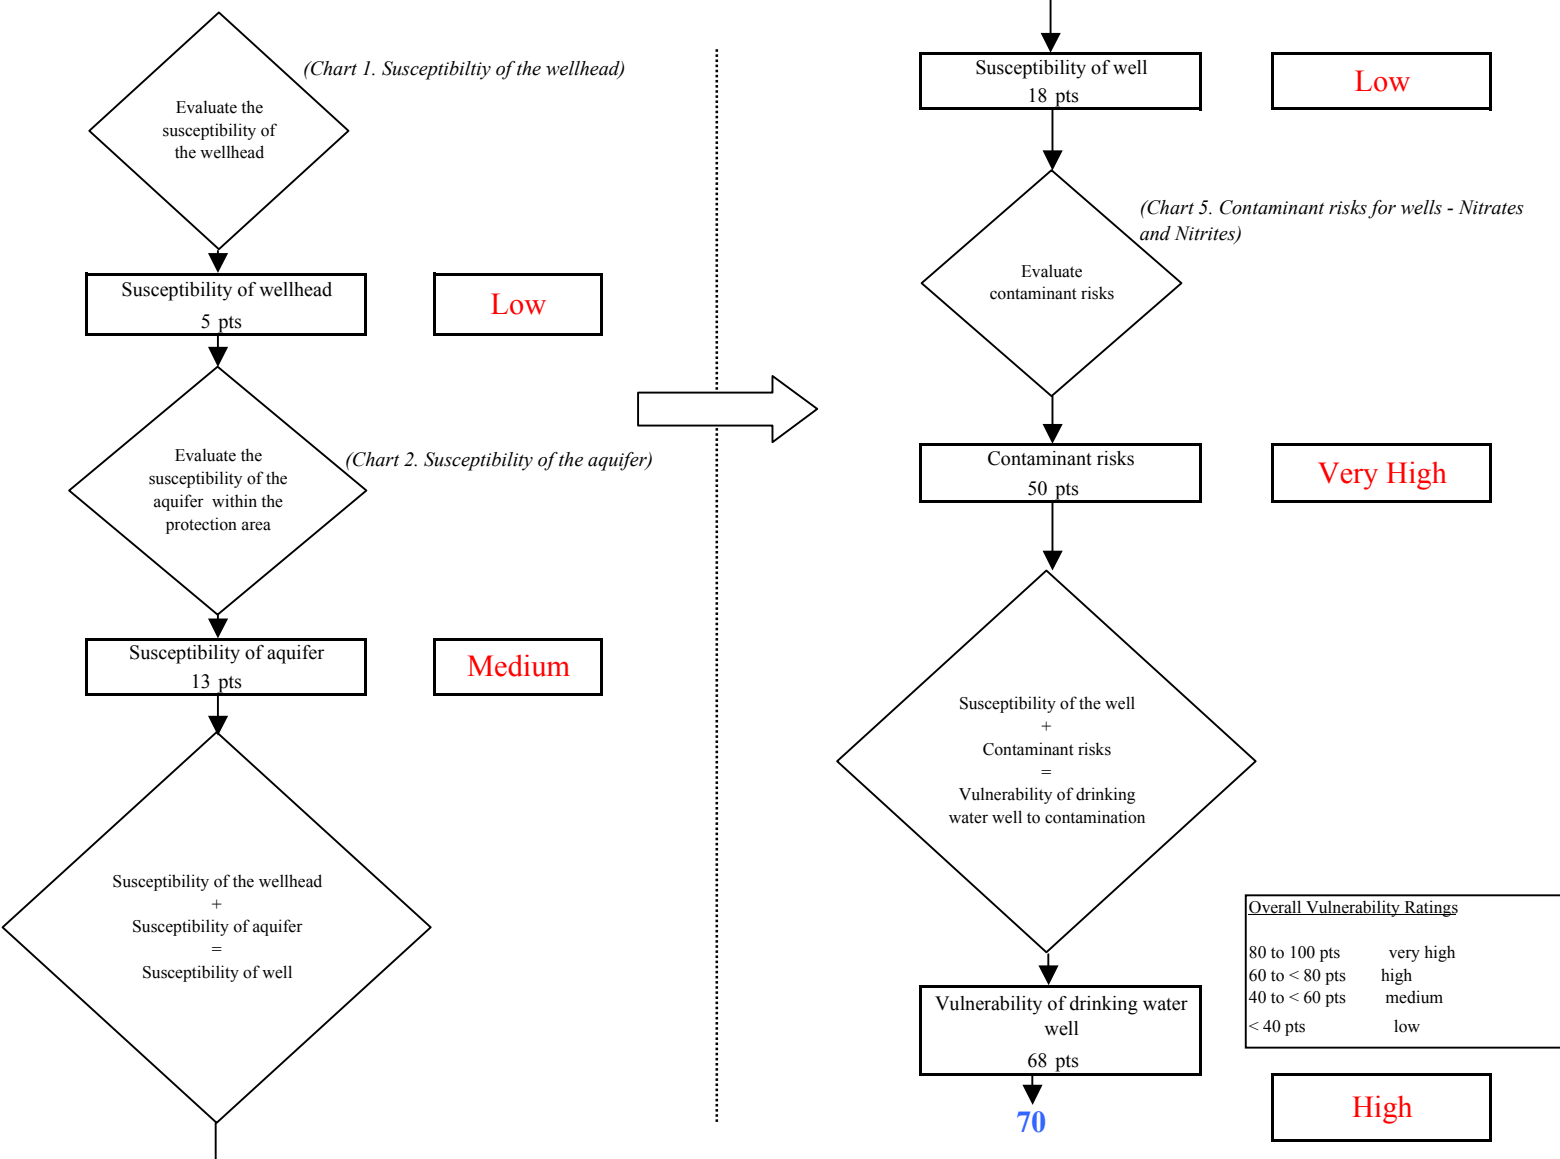 (Chart 1. Susceptibiltiy of the wellhead)
Evaluate the
susceptibility of
the wellhead
Susceptibility of wellhead
5 pts
Low
Evaluate the
susceptibility of the
aquifer within the
protection area
(Chart 2. Susceptibility of the aquifer)
Susceptibility of aquifer
13 pts
Medium
Susceptibility of the wellhead
+
Susceptibility of aquifer
=
Susceptibility of well
Susceptibility of well
18 pts
Low
(Chart 5. Contaminant risks for wells - Nitrates
and Nitrites)
Evaluate
contaminant risks
Contaminant risks
50 pts
Very High
Susceptibility of the well
+
Contaminant risks
=
Vulnerability of drinking
water well to contamination
Overall Vulnerability Ratings
80 to 100 pts very high
60 to < 80 pts high
40 to < 60 pts medium
< 40 pts low
Vulnerability of drinking water
well
68 pts
70
High